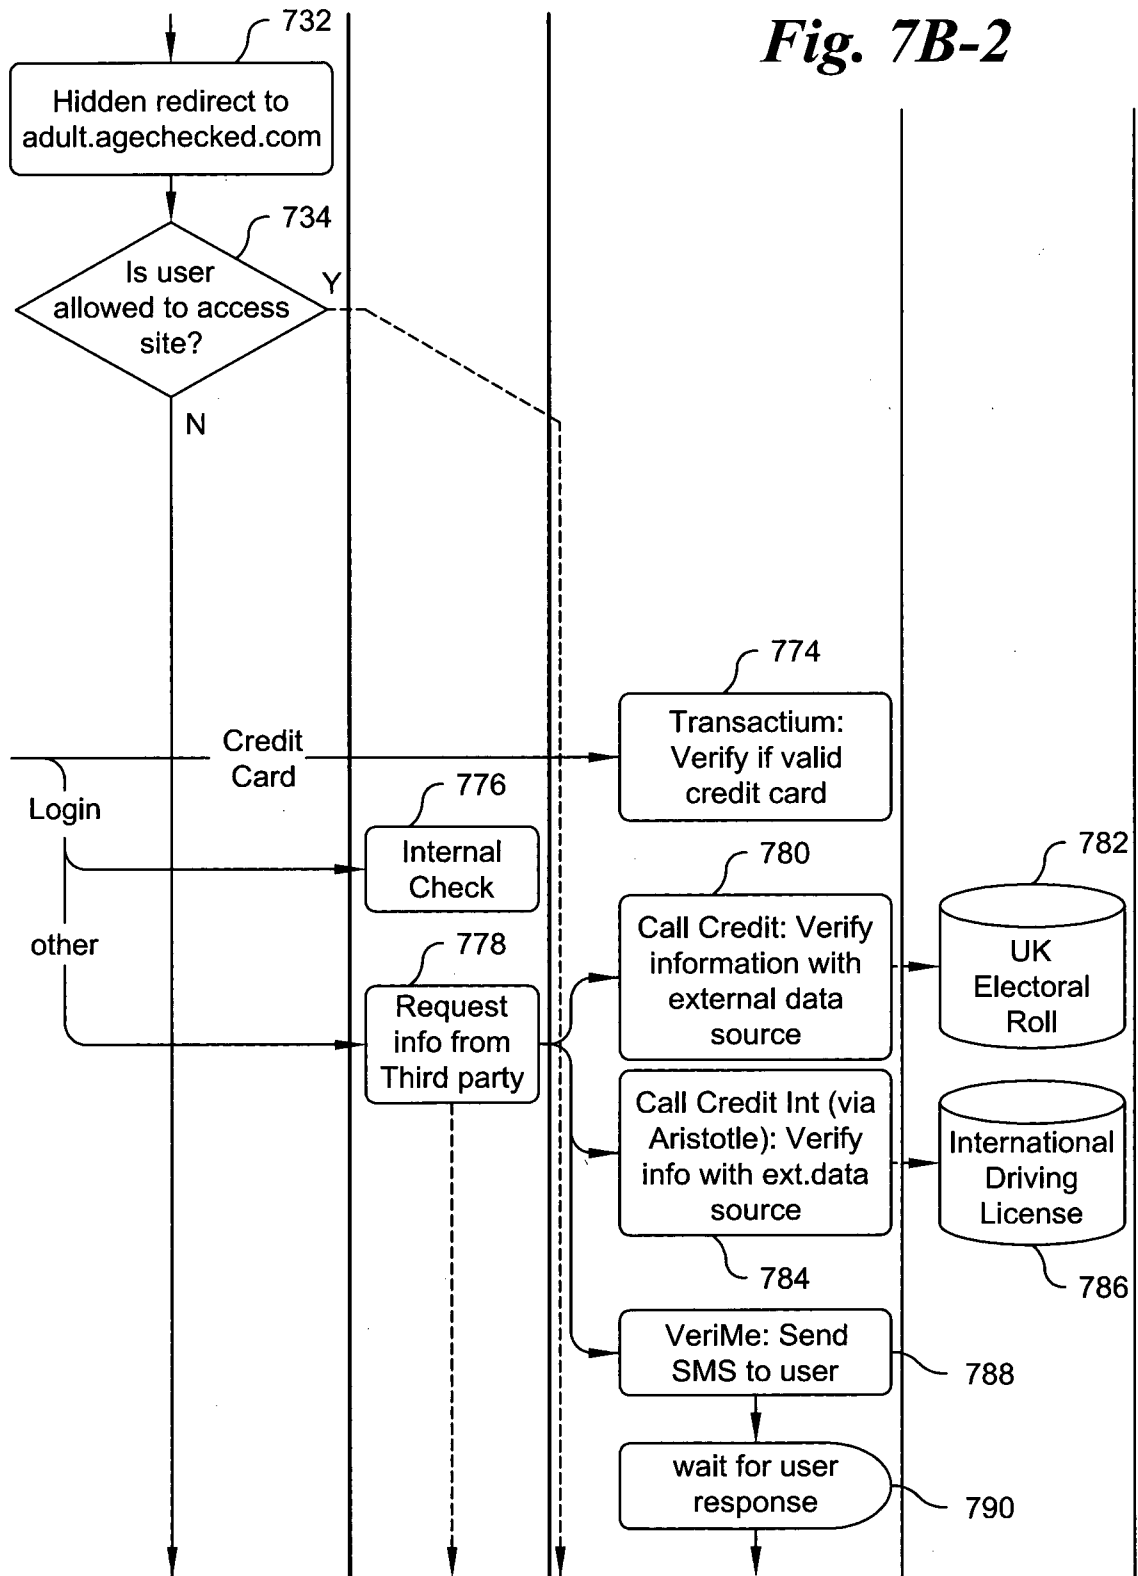 Fig. 7B-2
732
Hidden redirect to
adult.agechecked.com
734
Is user
allowed to access
site?
Y
N
774
Transactium:
Verify if valid
credit card
Credit
Card
Login
776
Internal
Check
other
778
Request
info from
Third party
780
Call Credit: Verify
information with
external data
source
782
UK
Electoral
Roll
Call Credit Int (via
Aristotle): Verify
info with ext.data
source
784
International
Driving
License
786
VeriMe: Send
SMS to user
788
wait for user
response
790